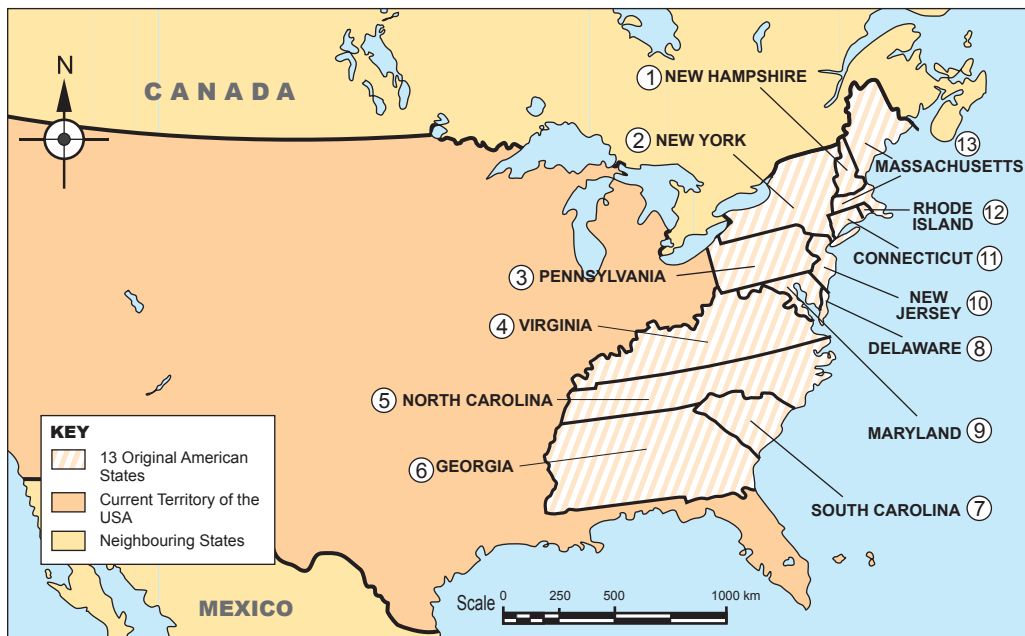 N
CANADA
1 NEW HAMPSHIRE
2 NEW YORK
13
MASSACHUSETTS
RHODE
ISLAND 12
CONNECTICUT 11
3 PENNSYLVANIA
NEW
JERSEY 10
4 VIRGINIA
DELAWARE 8
5 NORTH CAROLINA
MARYLAND 9
6 GEORGIA
SOUTH CAROLINA 7
KEY
13 Original American
States
Current Territory of the
USA
Neighbouring States
MEXICO
Scale 0 250 500 1000 km